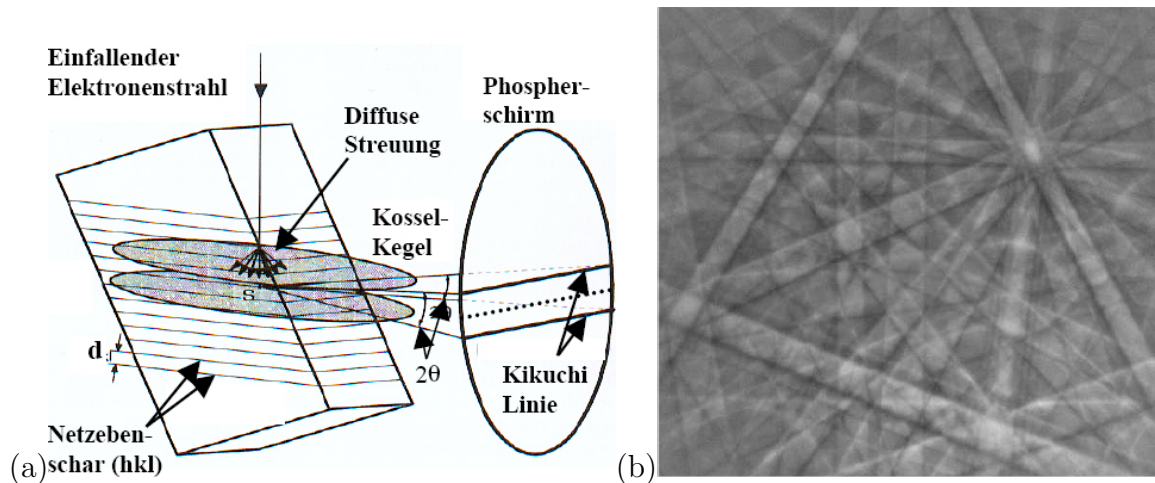 Einfallender
Elektronenstrahl
Diffuse
Streuung
Phospher-
schirm
Kossel-
Kegel
S
d
2θ
Kikuchi
Linie
Netzeben-
schar (hkl)
(a)
(b)